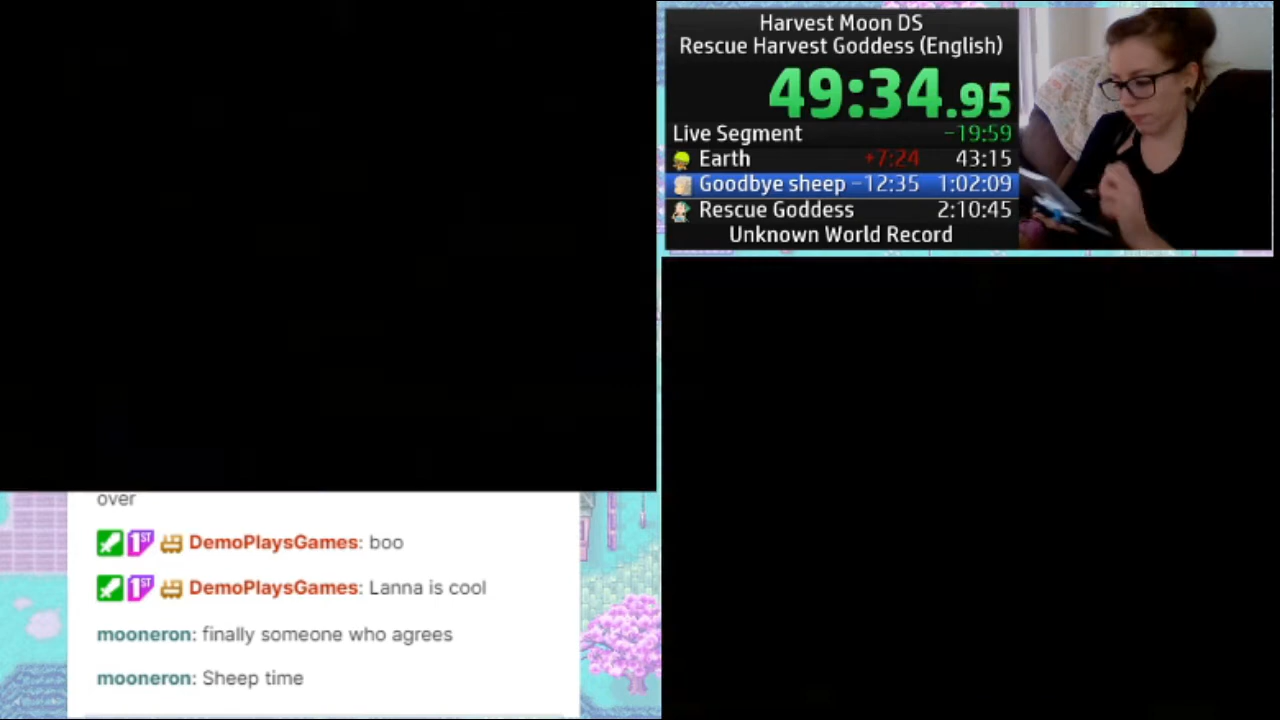 Harvest Moon DS
Rescue Harvest Goddess (English)
49:34.95
Live Segment -19:59
Earth +7:24 43:15
Goodbye sheep -12:35 1:02:09
Rescue Goddess 2:10:45
Unknown World Record
over
1ST DemoPlaysGames: boo
1ST DemoPlaysGames: Lanna is cool
mooneron: finally someone who agrees
mooneron: Sheep time